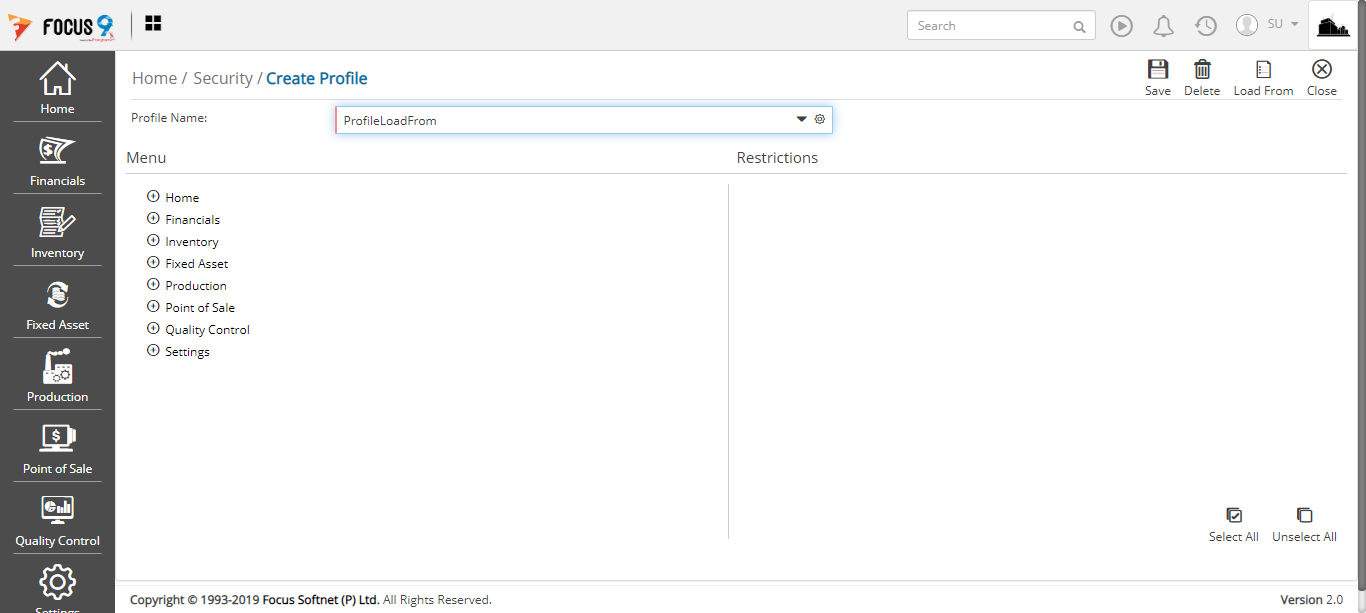 FOCUS 9
Search
SU
Home
Financials
Inventory
Fixed Asset
Production
Point of Sale
Quality Control
Settings
Home / Security / Create Profile
Save
Delete
Load From
Close
Profile Name:
ProfileLoadFrom
Menu
Restrictions
Home
Financials
Inventory
Fixed Asset
Production
Point of Sale
Quality Control
Settings
Select All
Unselect All
Copyright © 1993-2019 Focus Softnet (P) Ltd. All Rights Reserved.
Version 2.0